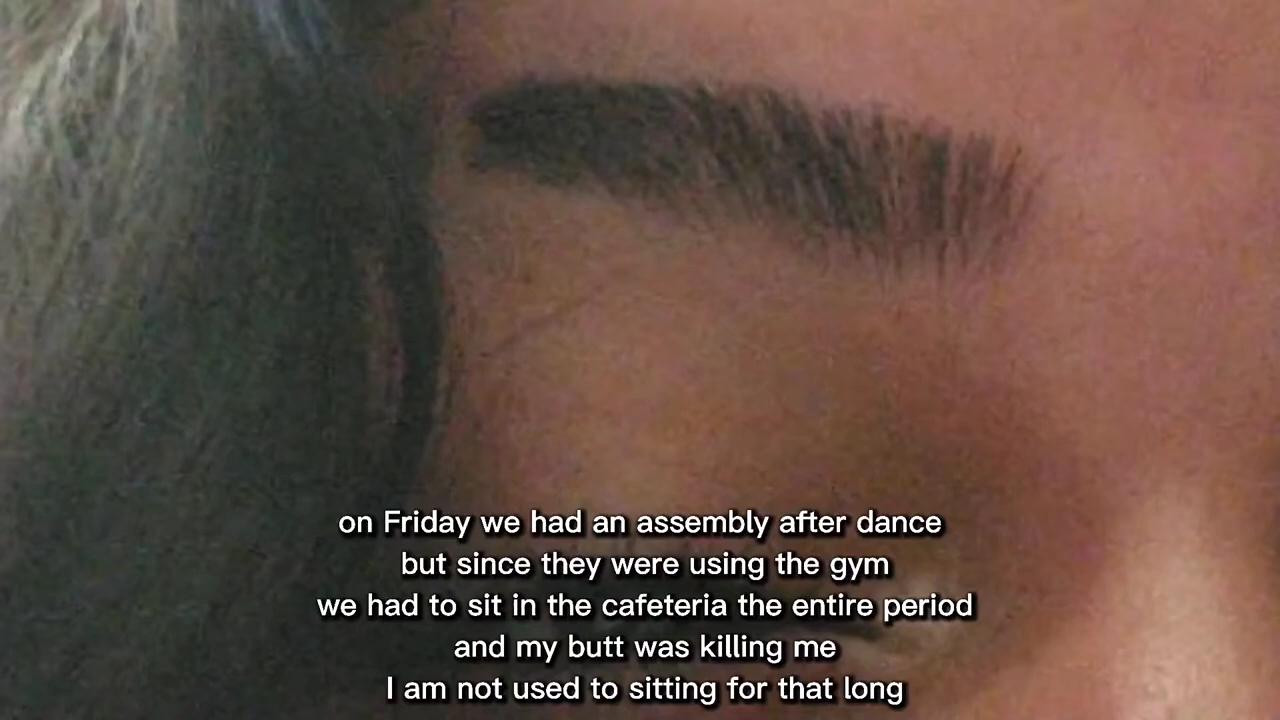 on Friday we had an assembly after dance
but since they were using the gym
we had to sit in the cafeteria the entire period
and my butt was killing me
I am not used to sitting for that long